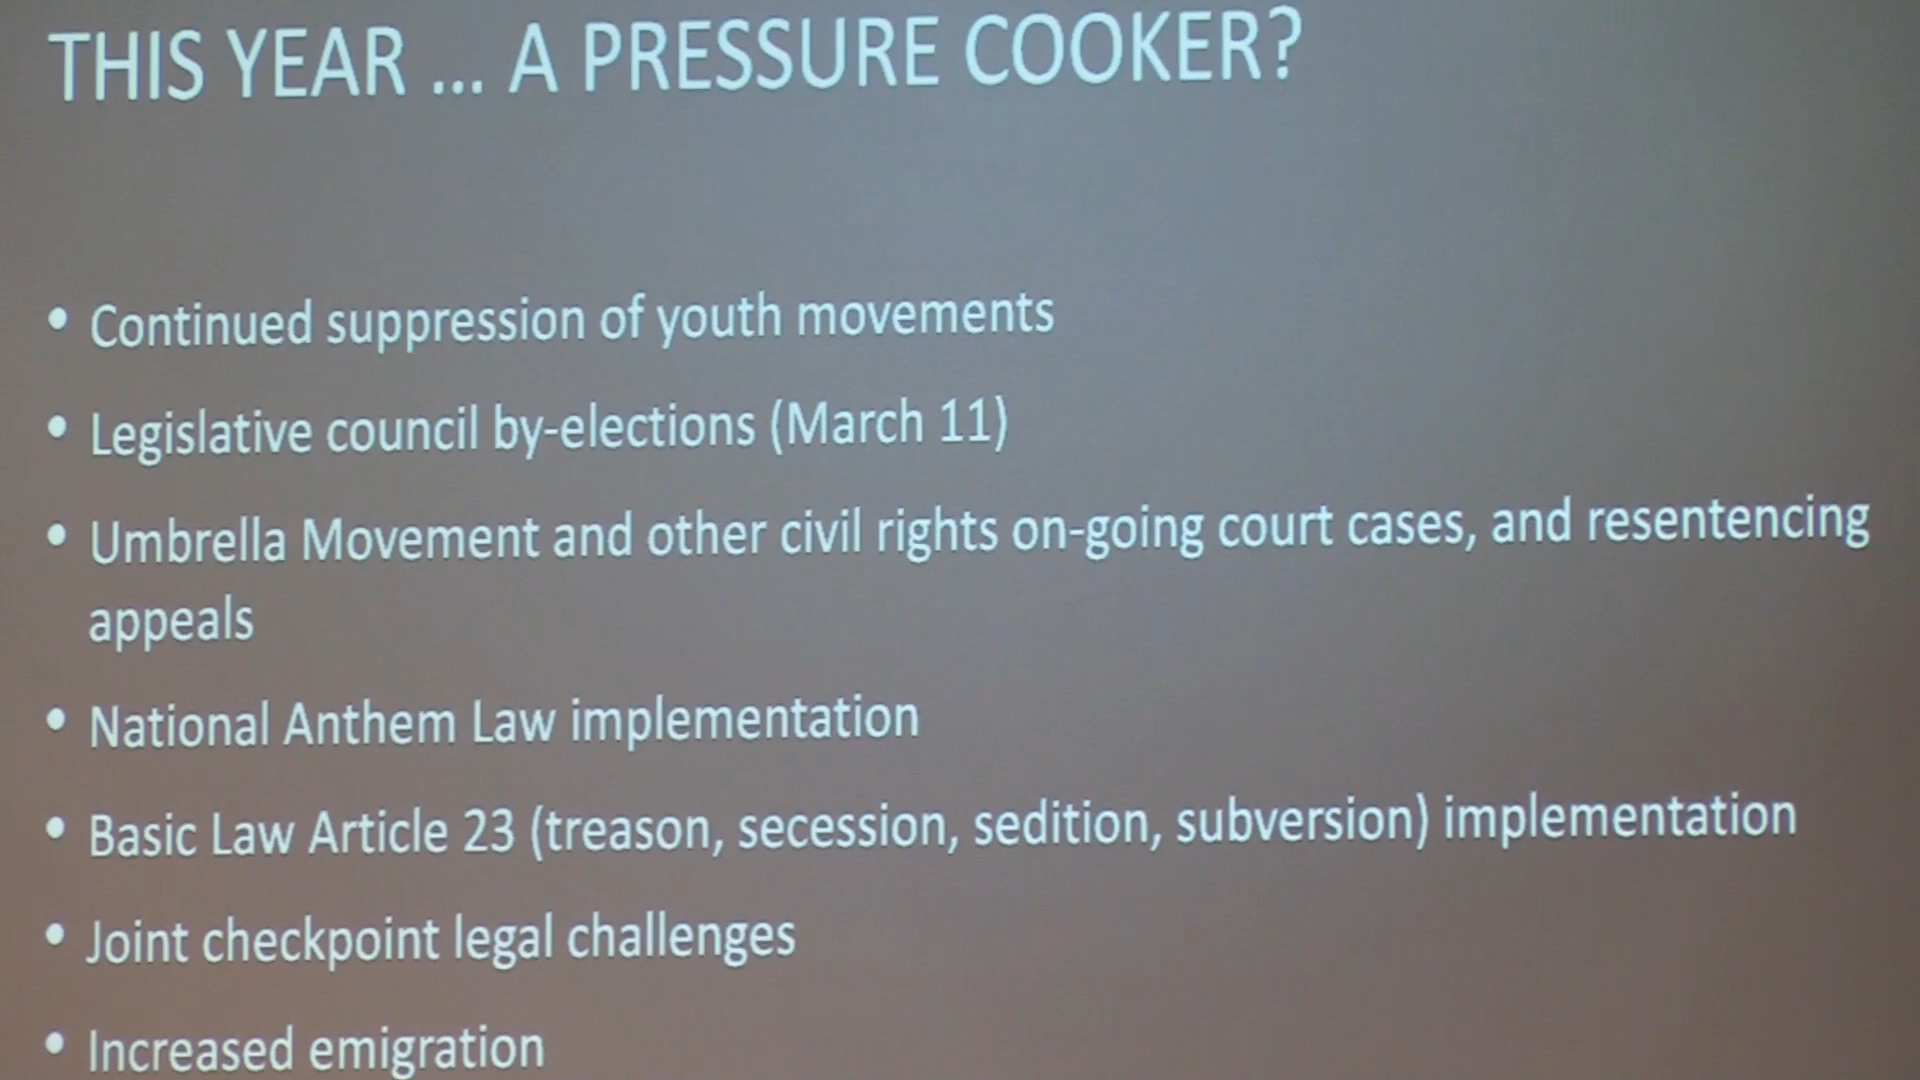 THIS YEAR ... A PRESSURE COOKER?
• Continued suppression of youth movements
• Legislative council by-elections (March 11)
• Umbrella Movement and other civil rights on-going court cases, and resentencing
appeals
• National Anthem Law implementation
• Basic Law Article 23 (treason, secession, sedition, subversion) implementation
• Joint checkpoint legal challenges
• Increased emigration